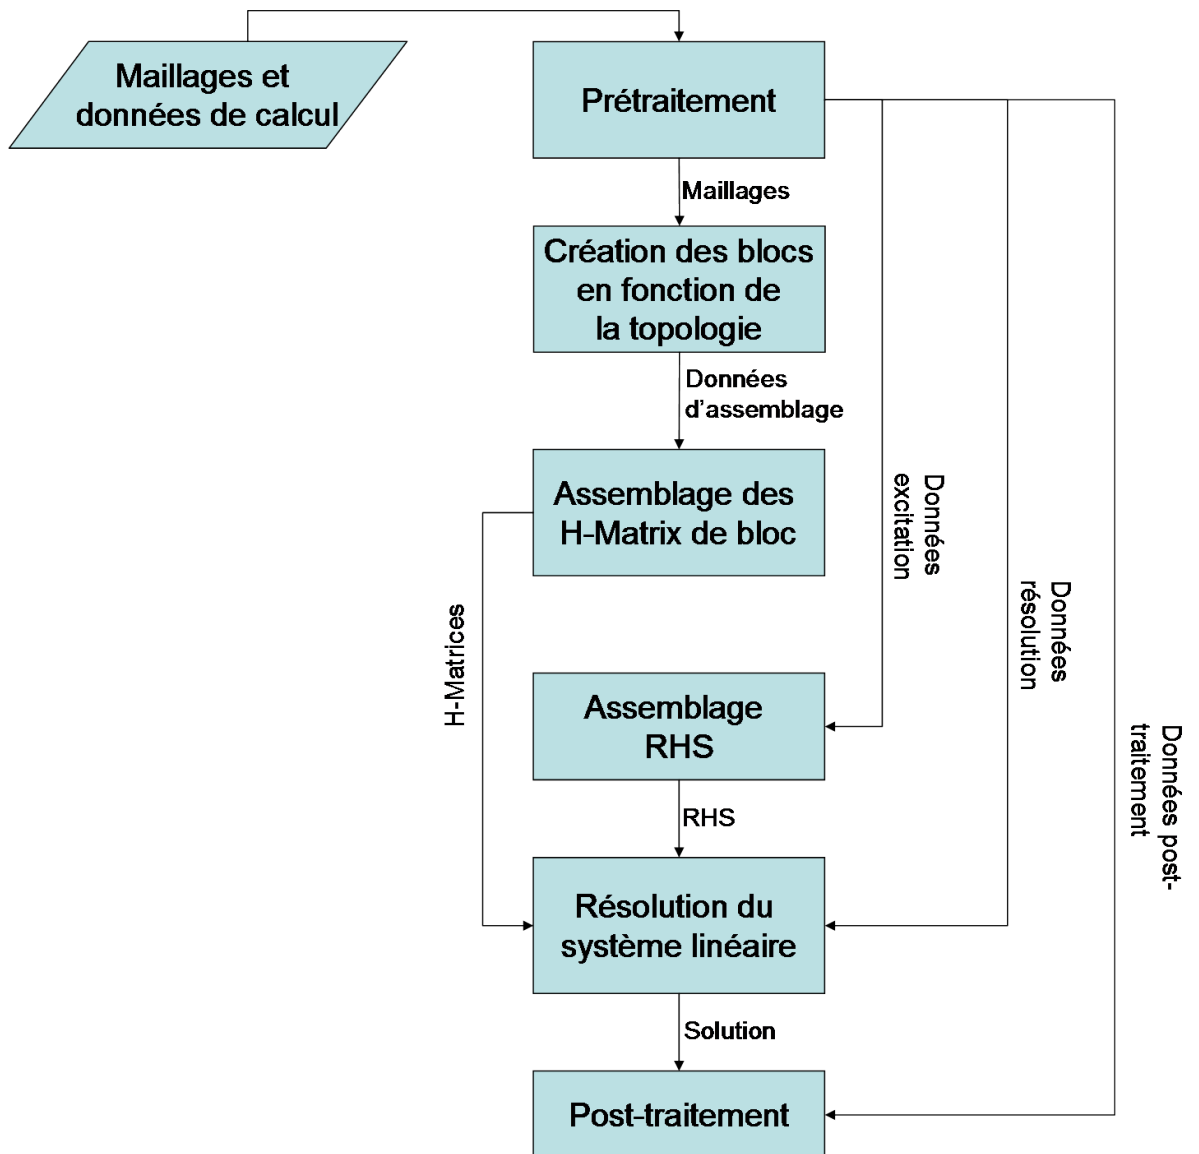 Maillages et
données de calcul
Prétraitement
Maillages
Création des blocs
en fonction de
la topologie
Données
d'assemblage
Assemblage des
H-Matrix de bloc
Données
excitation
Données
résolution
H-Matrices
Assemblage
RHS
Données post-
traitement
RHS
Résolution du
système linéaire
Solution
Post-traitement